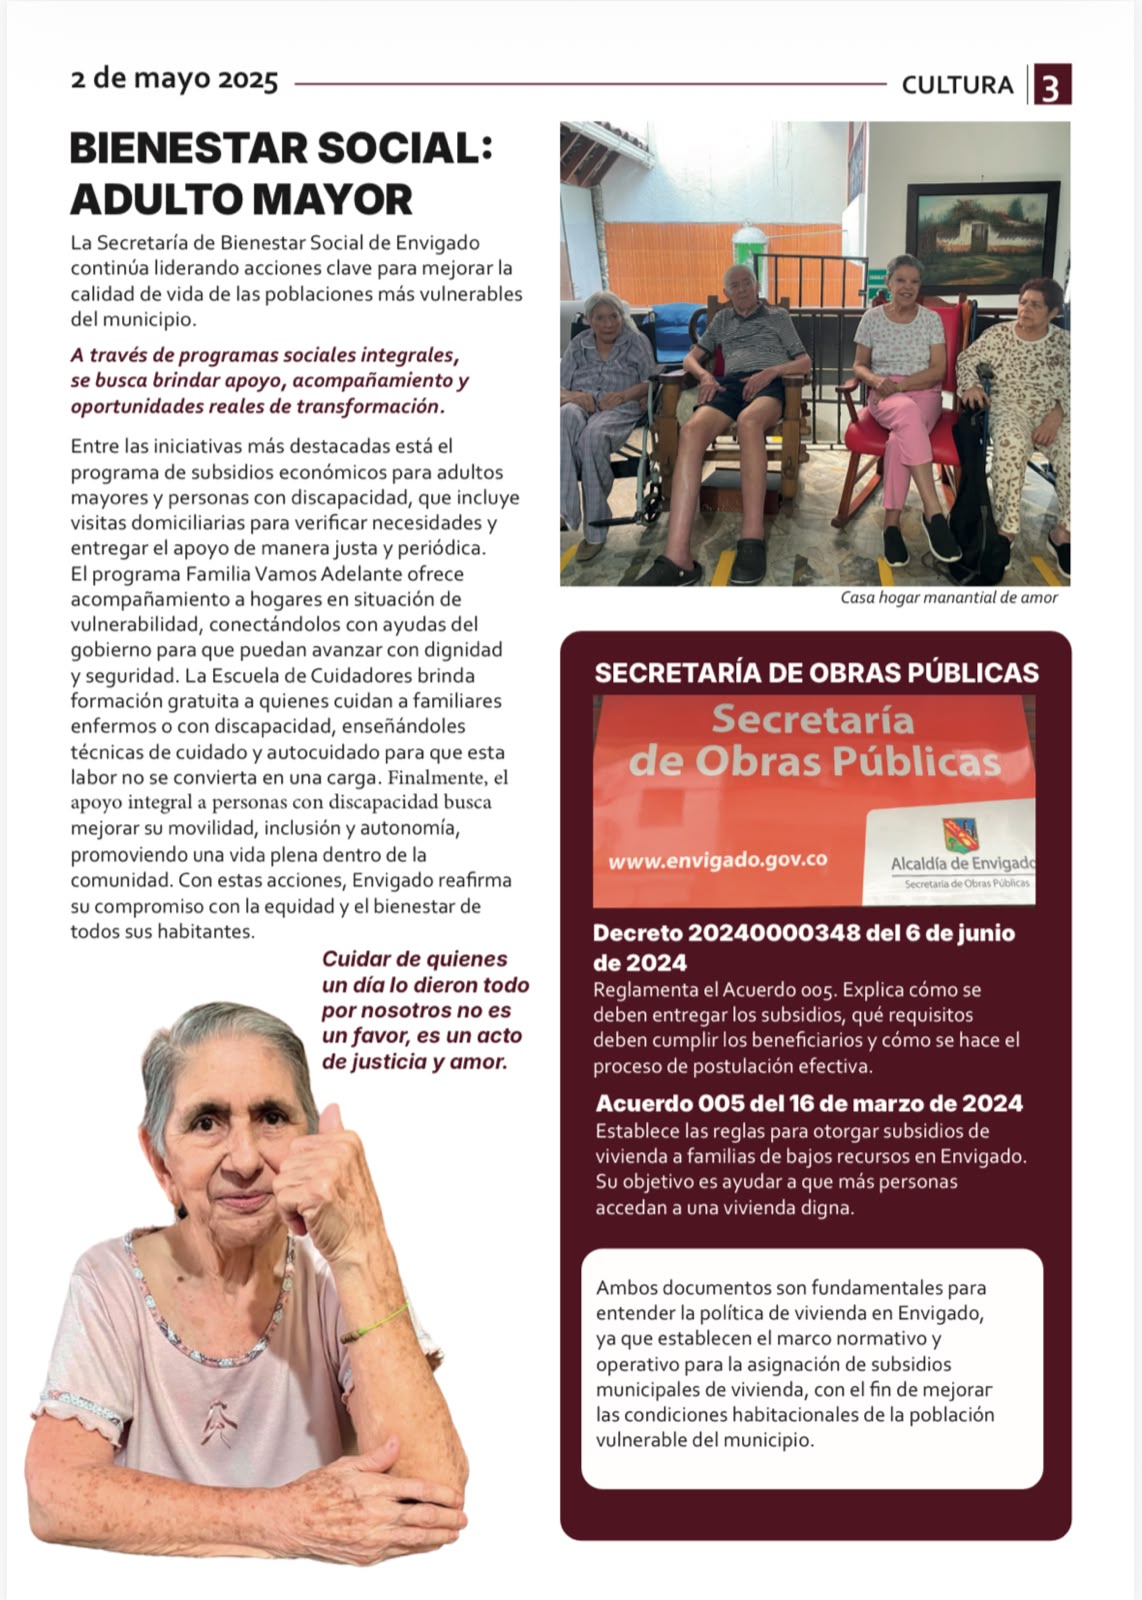 2 de mayo 2025
CULTURA
3
BIENESTAR SOCIAL:
ADULTO MAYOR
La Secretaría de Bienestar Social de Envigado
continúa liderando acciones clave para mejorar la
calidad de vida de las poblaciones más vulnerables
del municipio.
A través de programas sociales integrales,
se busca brindar apoyo, acompañamiento y
oportunidades reales de transformación.
Entre las iniciativas más destacadas está el
programa de subsidios económicos para adultos
mayores y personas con discapacidad, que incluye
visitas domiciliarias para verificar necesidades y
entregar el apoyo de manera justa y periódica.
El programa Familia Vamos Adelante ofrece
acompañamiento a hogares en situación de
vulnerabilidad, conectándolos con ayudas del
gobierno para que puedan avanzar con dignidad
y seguridad. La Escuela de Cuidadores brinda
formación gratuita a quienes cuidan a familiares
enfermos o con discapacidad, enseñándoles
técnicas de cuidado y autocuidado para que esta
labor no se convierta en una carga. Finalmente, el
apoyo integral a personas con discapacidad busca
mejorar su movilidad, inclusión y autonomía,
promoviendo una vida plena dentro de la
comunidad. Con estas acciones, Envigado reafirma
su compromiso con la equidad y el bienestar de
todos sus habitantes.
Cuidar de quienes
un día lo dieron todo
por nosotros no es
un favor, es un acto
de justicia y amor.
Casa hogar manantial de amor
SECRETARÍA DE OBRAS PÚBLICAS
Secretaría
de Obras Públicas
www.envigado.gov.co
Alcaldía de Envigado
Secretaria de Obras Públicas
Decreto 20240000348 del 6 de junio
de 2024
Reglamenta el Acuerdo 005. Explica cómo se
deben entregar los subsidios, qué requisitos
deben cumplir los beneficiarios y cómo se hace el
proceso de postulación efectiva.
Acuerdo 005 del 16 de marzo de 2024
Establece las reglas para otorgar subsidios de
vivienda a familias de bajos recursos en Envigado.
Su objetivo es ayudar a que más personas
accedan a una vivienda digna.
Ambos documentos son fundamentales para
entender la política de vivienda en Envigado,
ya que establecen el marco normativo y
operativo para la asignación de subsidios
municipales de vivienda, con el fin de mejorar
las condiciones habitacionales de la población
vulnerable del municipio.